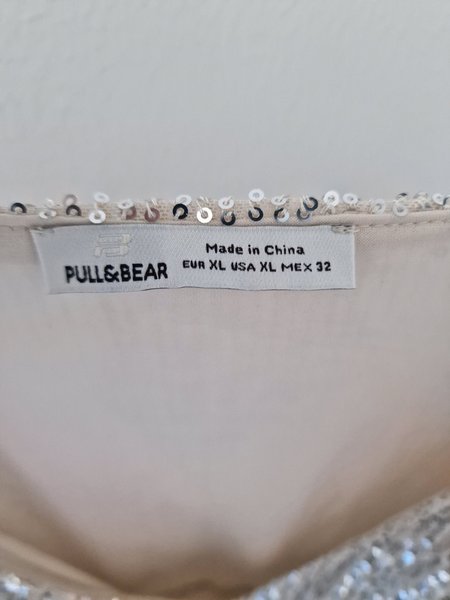 Made in China
PULL&BEAR
EUR XL USA XL MEX 32